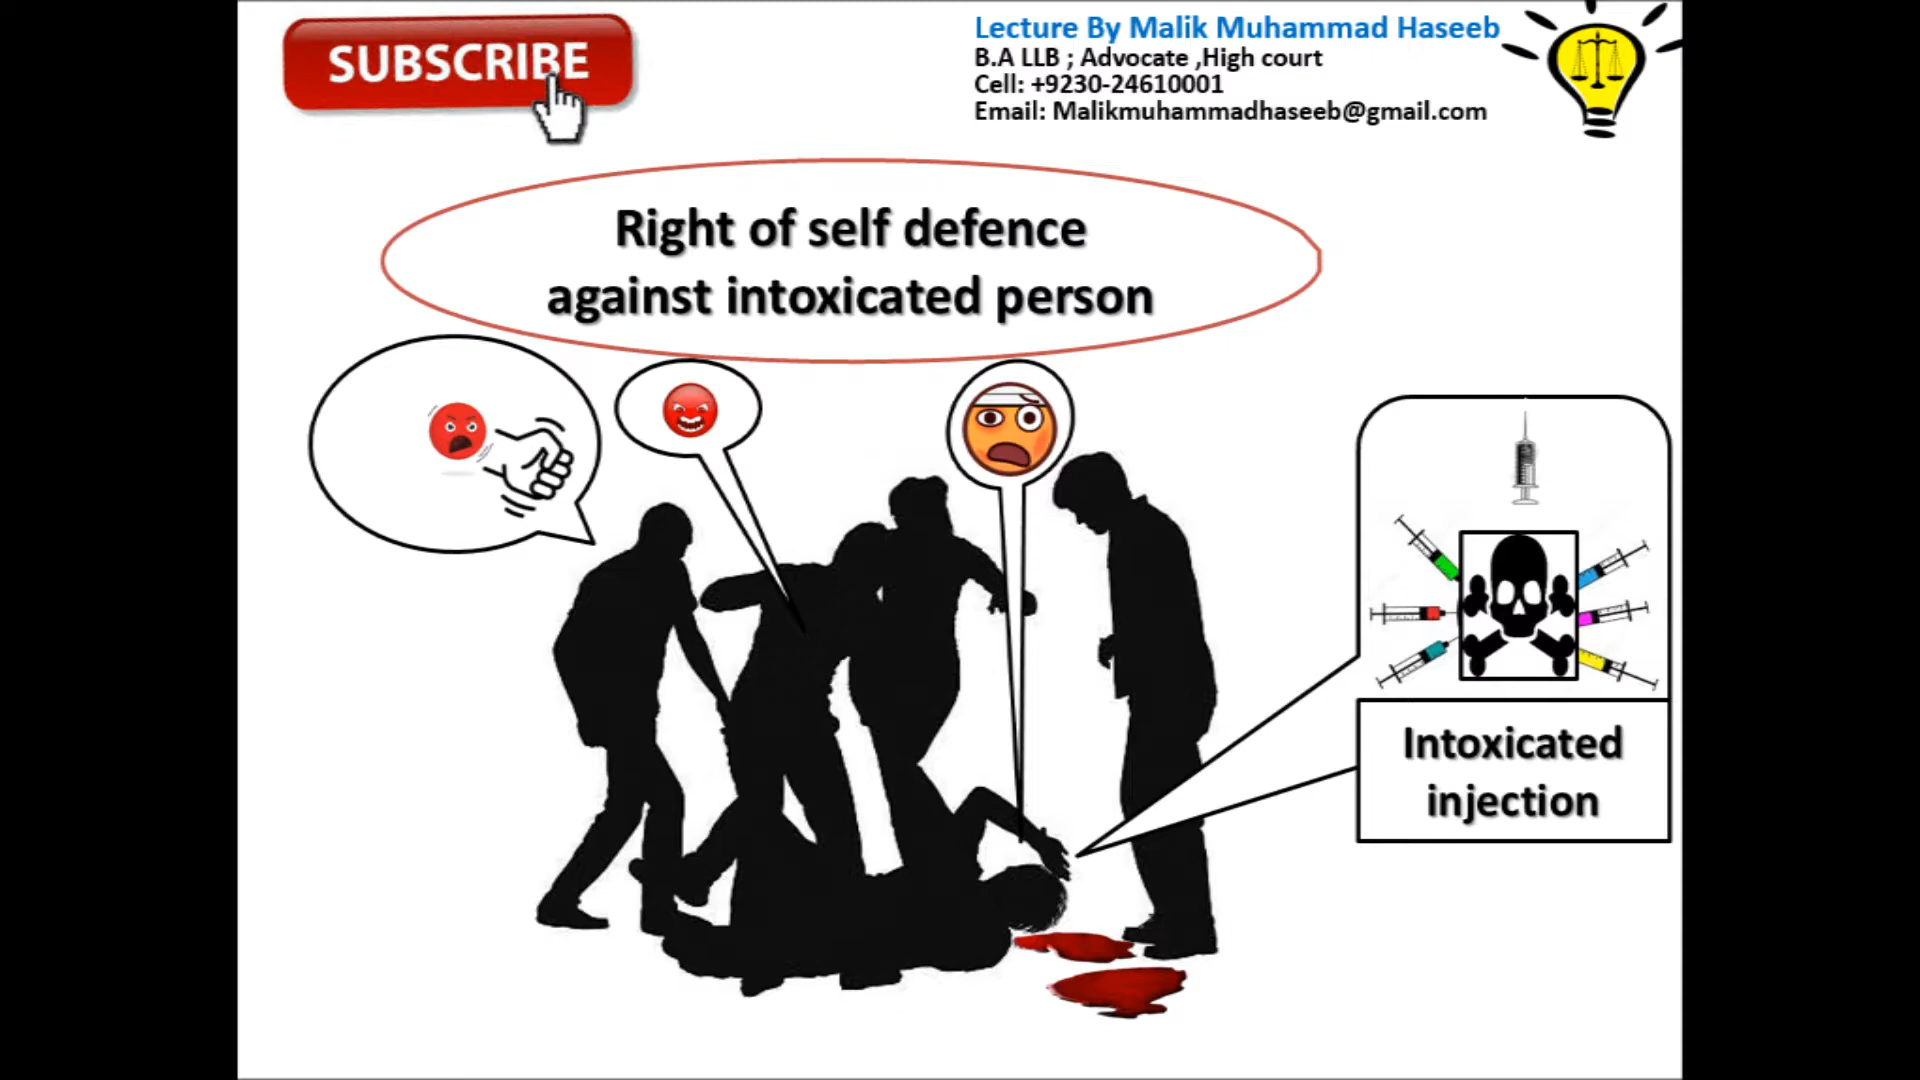 SUBSCRIBE
Lecture By Malik Muhammad Haseeb
B.A LLB ; Advocate ,High court
Cell: +9230-24610001
Email: Malikmuhammadhaseeb@gmail.com
Right of self defence
against intoxicated person
Intoxicated
injection